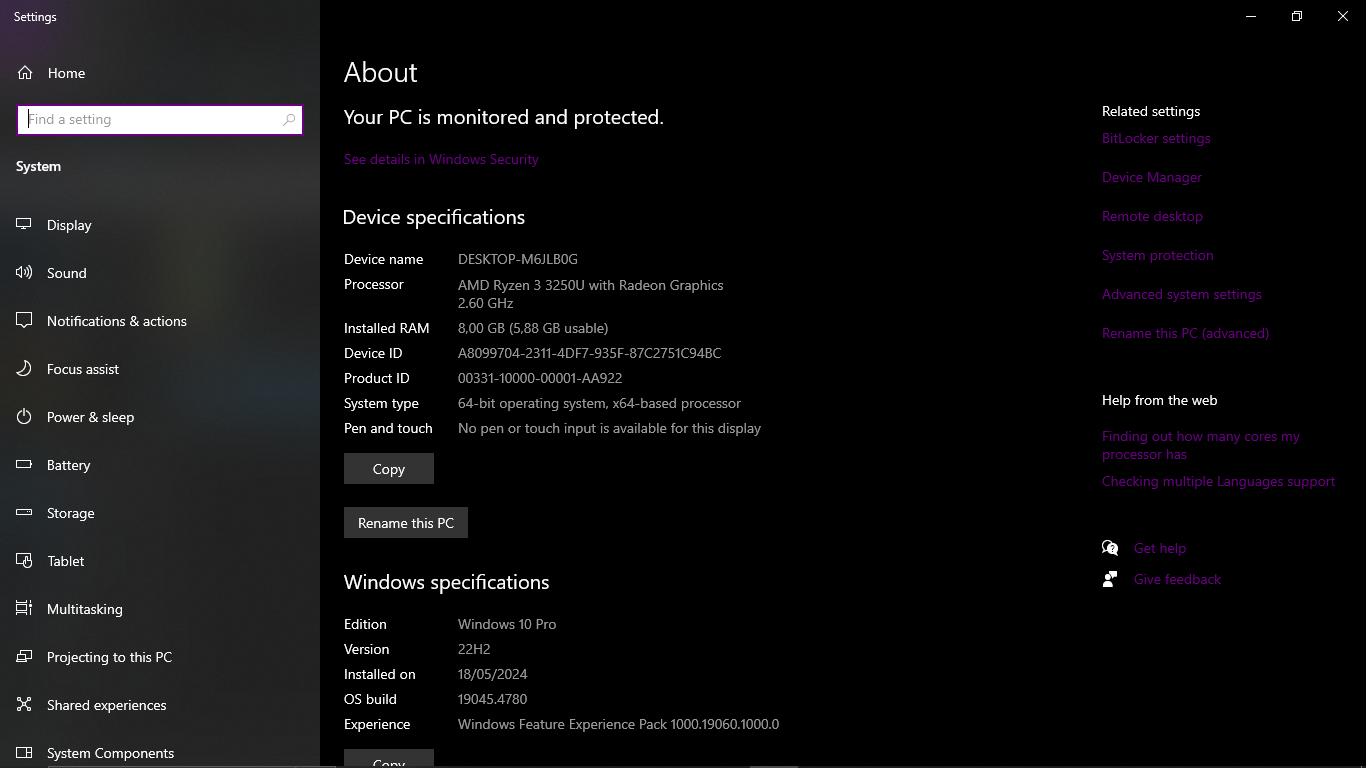 Settings
Home
Find a setting
System
Display
Sound
Notifications & actions
Focus assist
Power & sleep
Battery
Storage
Tablet
Multitasking
Projecting to this PC
Shared experiences
System Components
About
Your PC is monitored and protected.
See details in Windows Security
Device specifications
Device name DESKTOP-M6JLB0G
Processor AMD Ryzen 3 3250U with Radeon Graphics
2.60 GHz
Installed RAM 8,00 GB (5,88 GB usable)
Device ID A8099704-2311-4DF7-935F-87C2751C94BC
Product ID 00331-10000-00001-AA922
System type 64-bit operating system, x64-based processor
Pen and touch No pen or touch input is available for this display
Copy
Rename this PC
Windows specifications
Edition Windows 10 Pro
Version 22H2
Installed on 18/05/2024
OS build 19045.4780
Experience Windows Feature Experience Pack 1000.19060.1000.0
Copy
Related settings
BitLocker settings
Device Manager
Remote desktop
System protection
Advanced system settings
Rename this PC (advanced)
Help from the web
Finding out how many cores my
processor has
Checking multiple Languages support
Get help
Give feedback